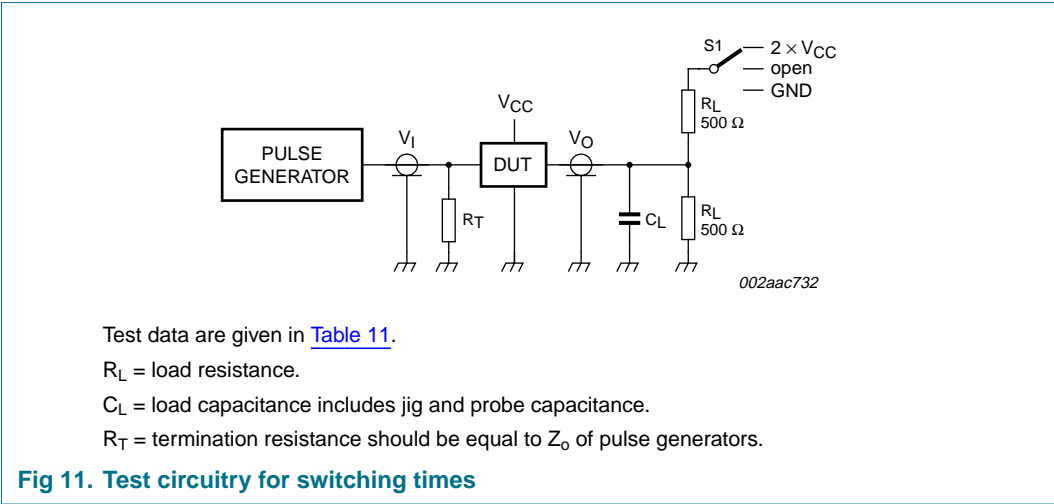 S1
2 × VCC
open
GND
RL
500 Ω
VCC
VI
VO
PULSE
GENERATOR
DUT
RT
CL
RL
500 Ω
002aac732
Test data are given in Table 11.
RL = load resistance.
CL = load capacitance includes jig and probe capacitance.
RT = termination resistance should be equal to Zo of pulse generators.
Fig 11. Test circuitry for switching times